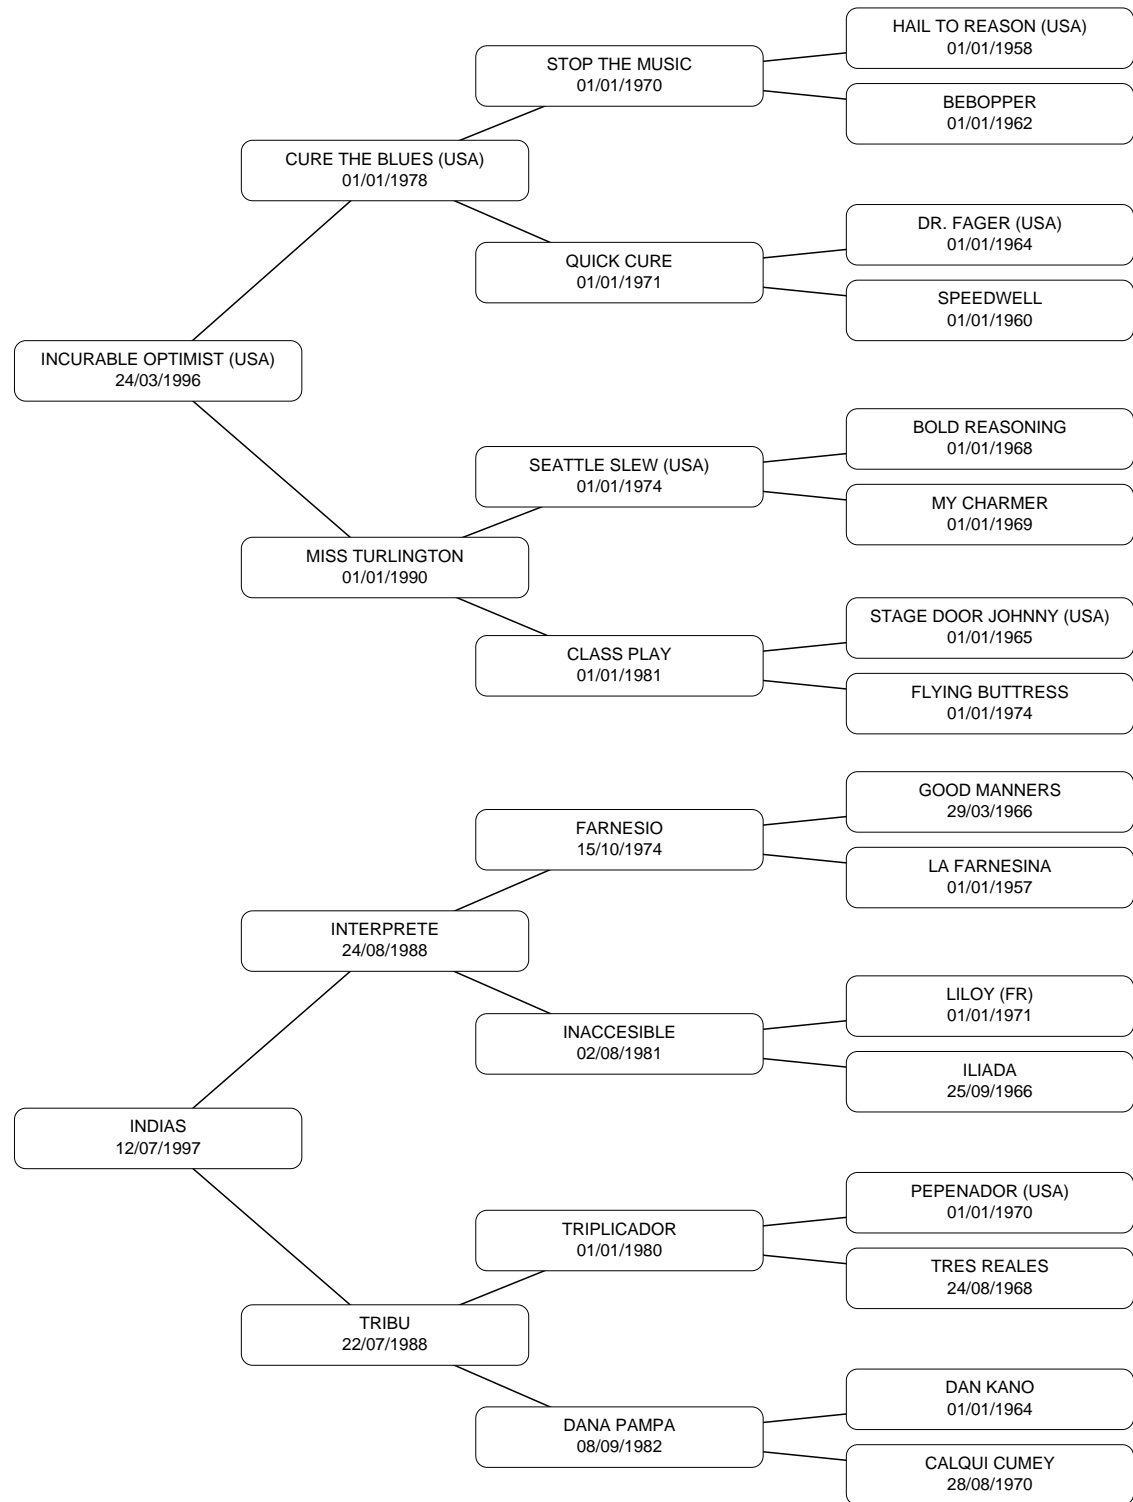 HAIL TO REASON (USA)
01/01/1958
STOP THE MUSIC
01/01/1970
BEBOPPER
01/01/1962
CURE THE BLUES (USA)
01/01/1978
DR. FAGER (USA)
01/01/1964
QUICK CURE
01/01/1971
SPEEDWELL
01/01/1960
INCURABLE OPTIMIST (USA)
24/03/1996
BOLD REASONING
01/01/1968
SEATTLE SLEW (USA)
01/01/1974
MY CHARMER
01/01/1969
MISS TURLINGTON
01/01/1990
STAGE DOOR JOHNNY (USA)
01/01/1965
CLASS PLAY
01/01/1981
FLYING BUTTRESS
01/01/1974
GOOD MANNERS
29/03/1966
FARNESIO
15/10/1974
LA FARNESINA
01/01/1957
INTERPRETE
24/08/1988
LILOY (FR)
01/01/1971
INACCESIBLE
02/08/1981
ILIADA
25/09/1966
INDIAS
12/07/1997
PEPENADOR (USA)
01/01/1970
TRIPLICADOR
01/01/1980
TRES REALES
24/08/1968
TRIBU
22/07/1988
DAN KANO
01/01/1964
DANA PAMPA
08/09/1982
CALQUI CUMEY
28/08/1970